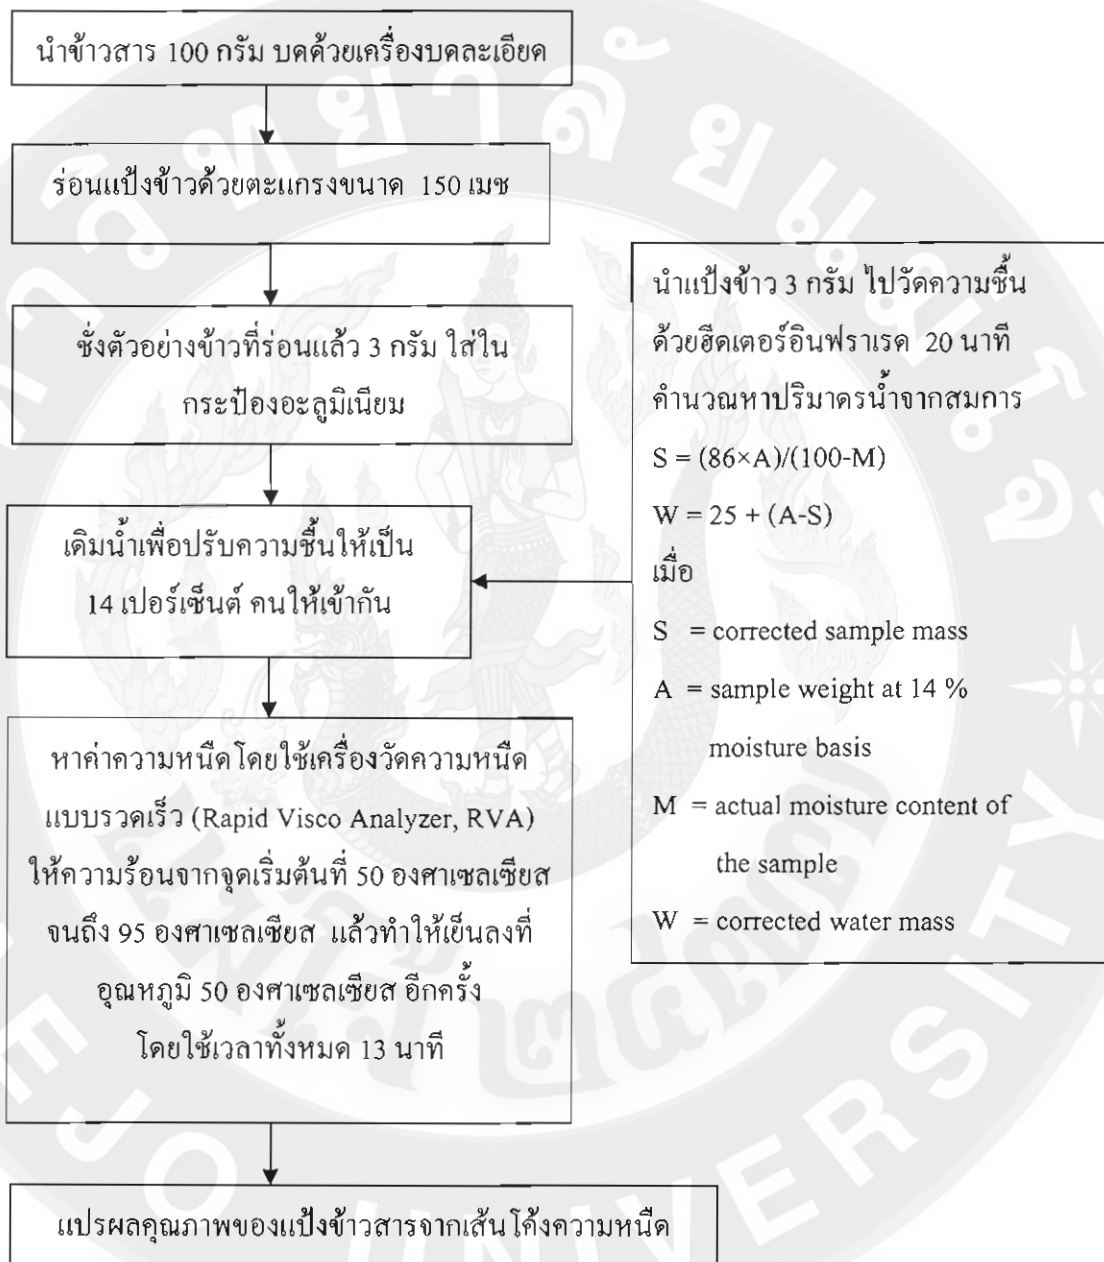 นำข้าวสาร 100 กรัม บดด้วยเครื่องบดละเอียด
ร่อนแป้งข้าวด้วยตะแกรงขนาด 150 เมช
ชั่งตัวอย่างข้าวที่ร่อนแล้ว 3 กรัม ใส่ใน
กระป๋องอะลูมิเนียม
เติมน้ำเพื่อปรับความชื้นให้เป็น
14 เปอร์เซ็นต์ คนให้เข้ากัน
หาค่าความหนืดโดยใช้เครื่องวัดความหนืด
แบบรวดเร็ว (Rapid Visco Analyzer, RVA)
ให้ความร้อนจากจุดเริ่มต้นที่ 50 องศาเซลเซียส
จนถึง 95 องศาเซลเซียส แล้วทำให้เย็นลงที่
อุณหภูมิ 50 องศาเซลเซียส อีกครั้ง
โดยใช้เวลาทั้งหมด 13 นาที
แปรผลคุณภาพของแป้งข้าวสารจากเส้นโค้งความหนืด
นำแป้งข้าว 3 กรัม ไปวัดความชื้น
ด้วยฮีดเตอร์อินฟราเรด 20 นาที
คำนวณหาปริมาตรน้ำจากสมการ
S = (86×A)/(100-M)
W = 25 + (A-S)
เมื่อ
S = corrected sample mass
A = sample weight at 14 %
moisture basis
M = actual moisture content of
the sample
W = corrected water mass